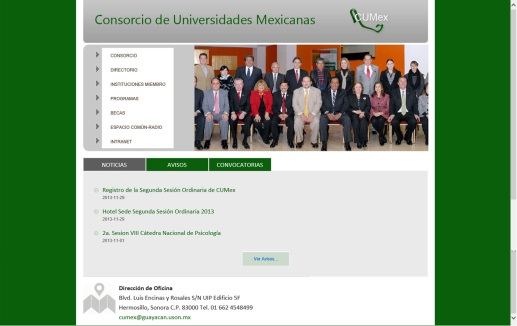 Consorcio de Universidades Mexicanas
CUMex
CONSORCIO
DIRECTORIO
INSTITUCIONES MIEMBRO
PROGRAMAS
BECAS
ESPACIO COMÚN-RADIO
INTRANET
NOTICIAS AVISOS CONVOCATORIAS
Registro de la Segunda Sesión Ordinaria de CUMex
2013-11-25
Hotel Sede Segunda Sesión Ordinaria 2013
2013-11-25
2a. Sesion VIII Cátedra Nacional de Psicología
2013-11-01
Ver Antes...
Dirección de Oficina
Blvd. Luis Encinas y Rosales S/N UIP Edificio 5F
Hermosillo, Sonora C.P. 83000 Tel. 01 662 4548499
cumex@guayacan.uson.mx